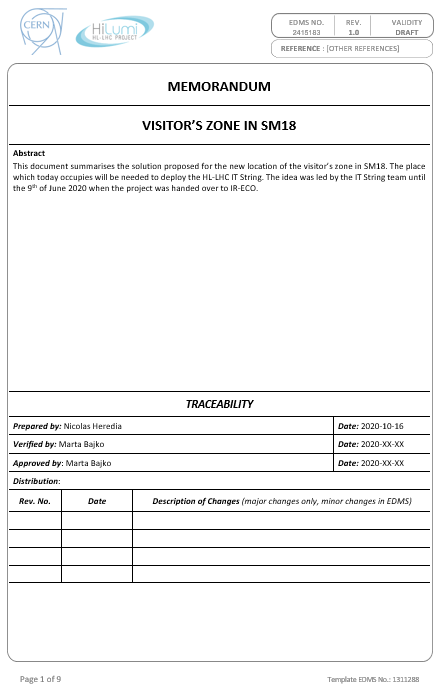 CERN
HiLumi
HL-LHC PROJECT
EDMS NO. REV. VALIDITY
2415183 1.0 DRAFT
REFERENCE : [OTHER REFERENCES]
MEMORANDUM
VISITOR'S ZONE IN SM18
Abstract
This document summarises the solution proposed for the new location of the visitor's zone in SM18. The place
which today occupies will be needed to deploy the HL-LHC IT String. The idea was led by the IT String team until
the 9th of June 2020 when the project was handed over to IR-ECO.
TRACEABILITY
Prepared by: Nicolas Heredia Date: 2020-10-16
Verified by: Marta Bajko Date: 2020-XX-XX
Approved by: Marta Bajko Date: 2020-XX-XX
Distribution:
Rev. No. Date Description of Changes (major changes only, minor changes in EDMS)
Page 1 of 9 Template EDMS No.: 1311288